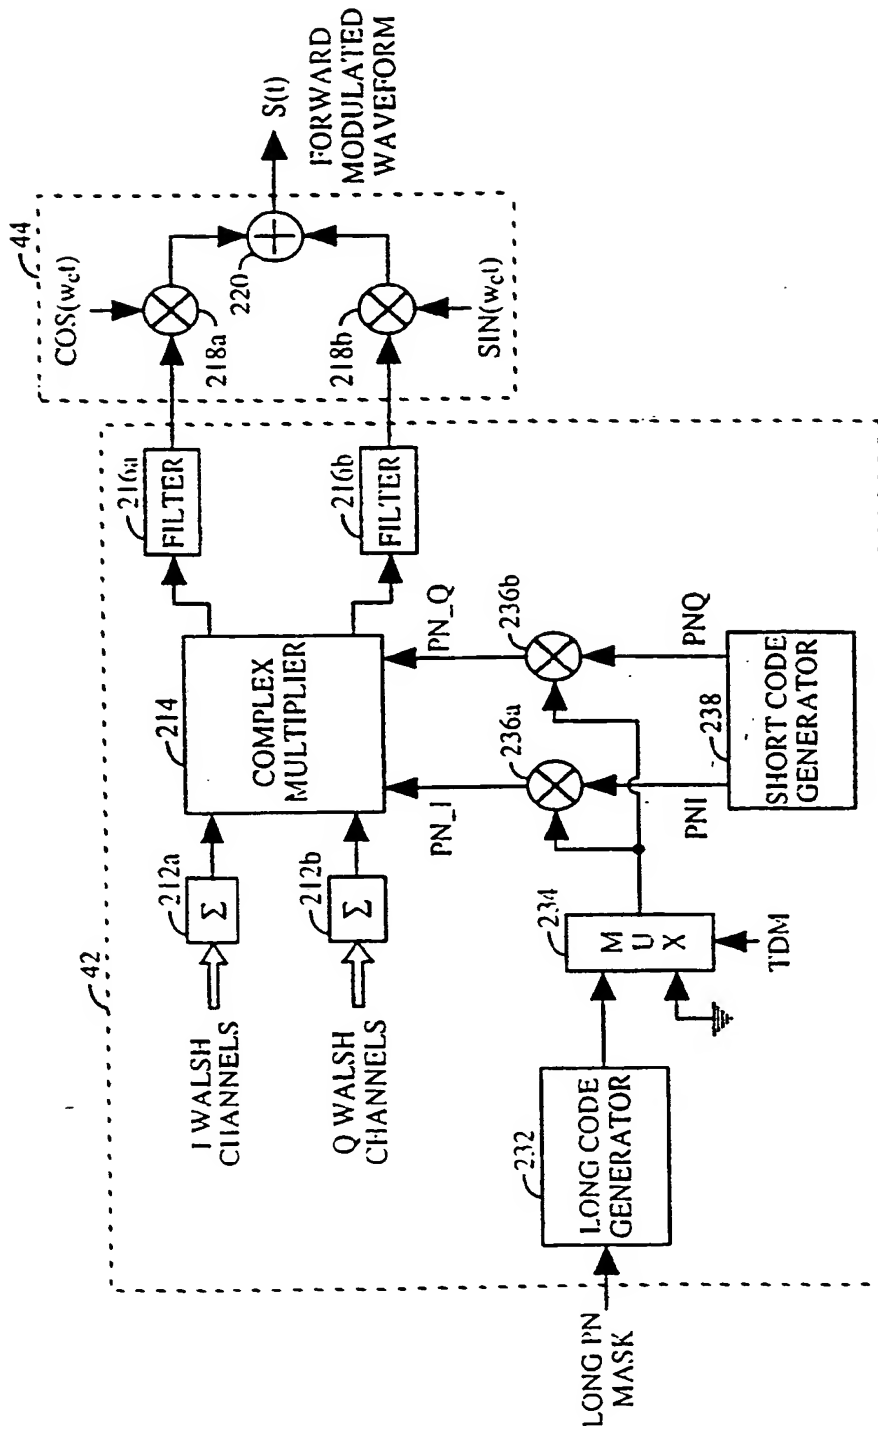 42
I WALSH
CHANNELS
212a
Σ
Q WALSH
CHANNELS
212b
Σ
214
COMPLEX
MULTIPLIER
216a
FILTER
216b
FILTER
44
COS(wct)
218a
218b
SIN(wct)
220
S(t)
FORWARD
MODULATED
WAVEFORM
PN_I
PN_Q
236a
236b
LONG PN
MASK
232
LONG CODE
GENERATOR
234
M
U
X
TDM
PNI
PNQ
238
SHORT CODE
GENERATOR